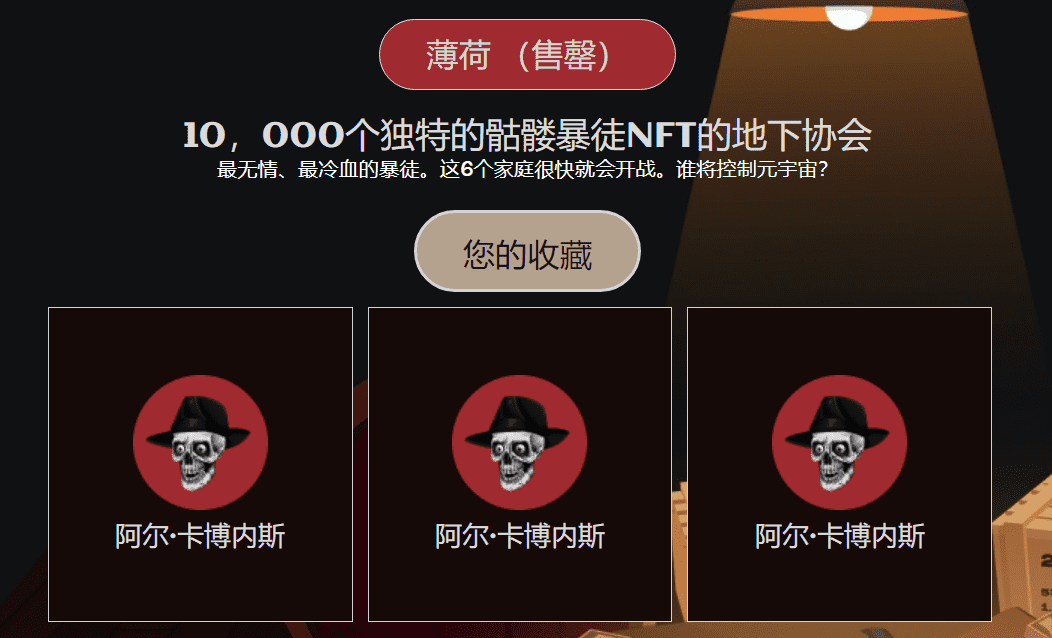 薄荷 （售罄）
10，000个独特的骷髅暴徒NFT的地下协会
最无情、最冷血的暴徒。这6个家庭很快就会开战。谁将控制元宇宙？
您的收藏
阿尔·卡博内斯
阿尔·卡博内斯
阿尔·卡博内斯